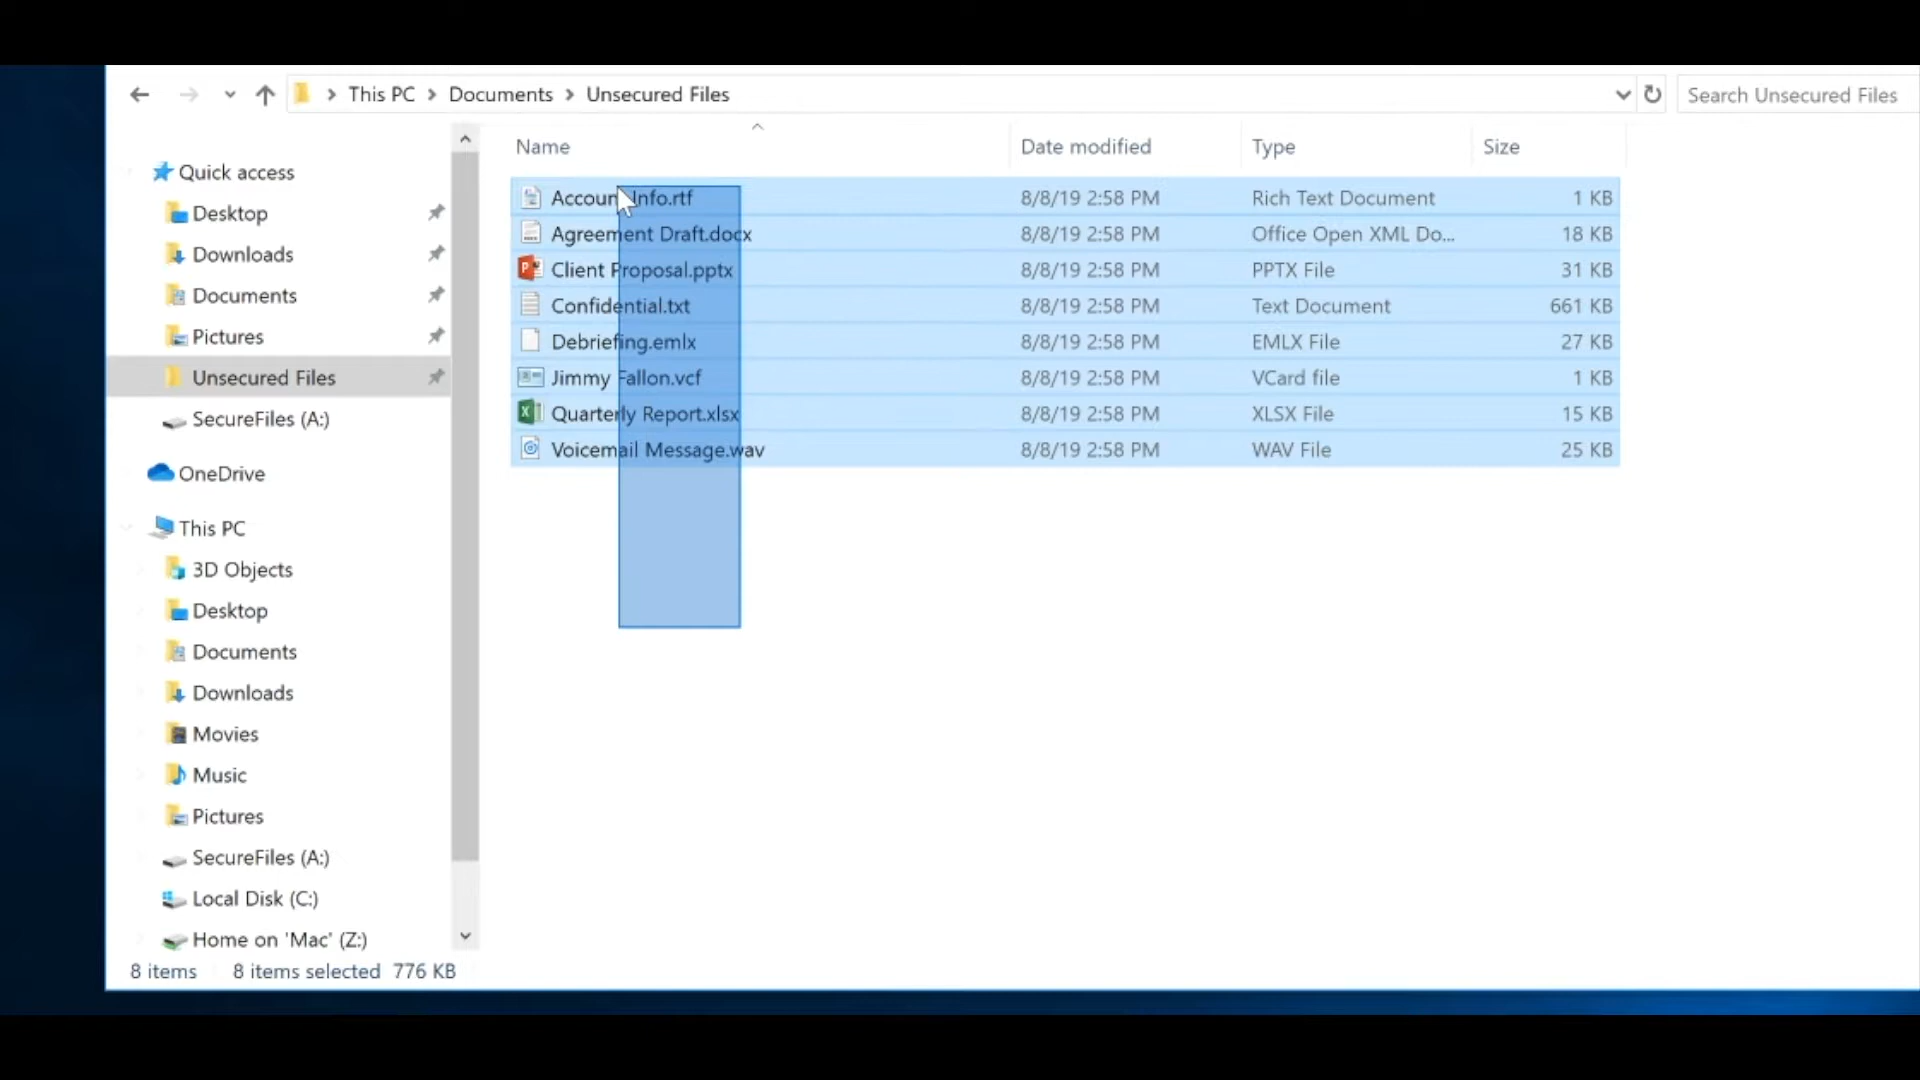 This PC > Documents > Unsecured Files
Search Unsecured Files
Name Date modified Type Size
Quick access
Desktop
Downloads
Documents
Pictures
Unsecured Files
SecureFiles (A:)
OneDrive
This PC
3D Objects
Desktop
Documents
Downloads
Movies
Music
Pictures
SecureFiles (A:)
Local Disk (C:)
Home on 'Mac' (Z:)
Account Info.rtf 8/8/19 2:58 PM Rich Text Document 1 KB
Agreement Draft.docx 8/8/19 2:58 PM Office Open XML Do... 18 KB
Client Proposal.pptx 8/8/19 2:58 PM PPTX File 31 KB
Confidential.txt 8/8/19 2:58 PM Text Document 661 KB
Debriefing.emlx 8/8/19 2:58 PM EMLX File 27 KB
Jimmy Fallon.vcf 8/8/19 2:58 PM VCard file 1 KB
Quarterly Report.xlsx 8/8/19 2:58 PM XLSX File 15 KB
Voicemail Message.wav 8/8/19 2:58 PM WAV File 25 KB
8 items 8 items selected 776 KB